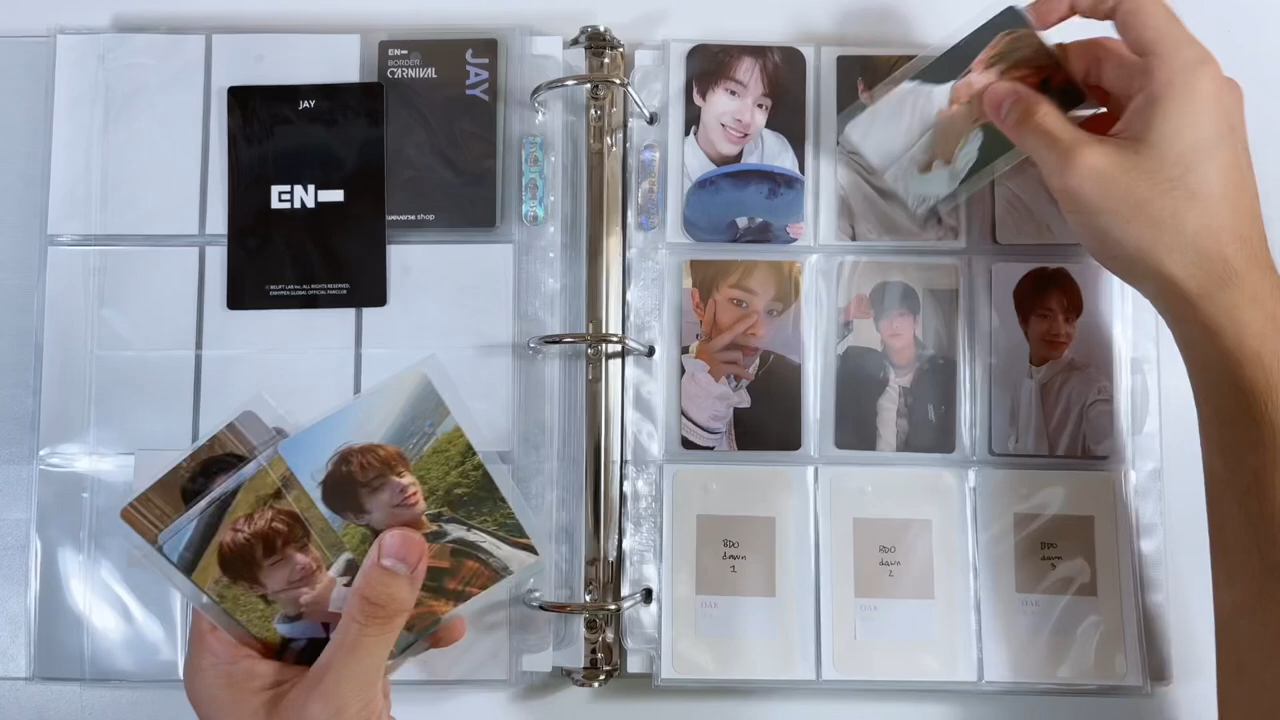 EN-
BORDER:
CARNIVAL
JAY
weverse shop
JAY
EN-
© BELIFT LAB Inc. ALL RIGHTS RESERVED.
ENHYPEN GLOBAL OFFICIAL FANCLUB
BDO
dawn
1
BDO
dawn
2
BDO
dawn
3